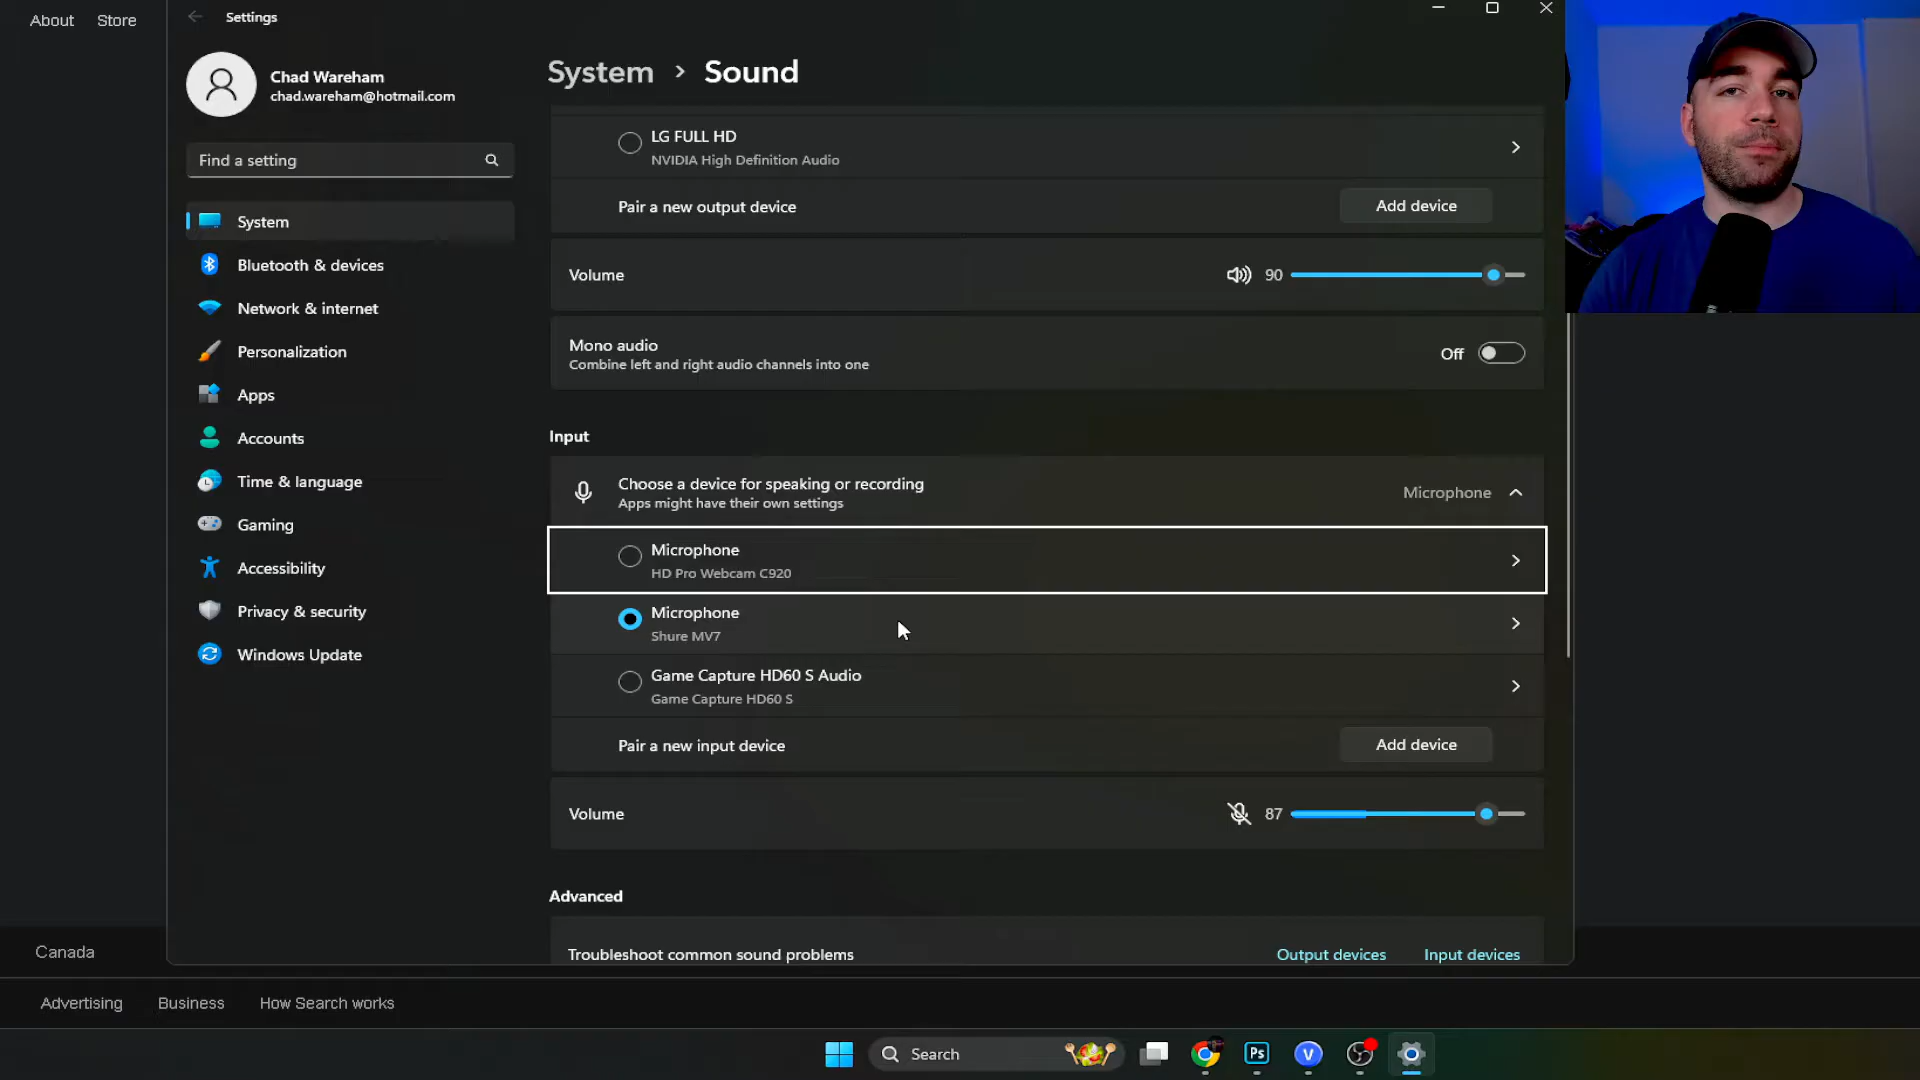 About Store
Settings
Chad Wareham
chad.wareham@hotmail.com
Find a setting
System
Bluetooth & devices
Network & internet
Personalization
Apps
Accounts
Time & language
Gaming
Accessibility
Privacy & security
Windows Update
System > Sound
LG FULL HD
NVIDIA High Definition Audio
Pair a new output device Add device
Volume 90
Mono audio
Combine left and right audio channels into one
Off
Input
Choose a device for speaking or recording
Apps might have their own settings
Microphone
Microphone
HD Pro Webcam C920
Microphone
Shure MV7
Game Capture HD60 S Audio
Game Capture HD60 S
Pair a new input device Add device
Volume 87
Advanced
Troubleshoot common sound problems Output devices Input devices
Canada
Advertising Business How Search works
Search
Ps
V